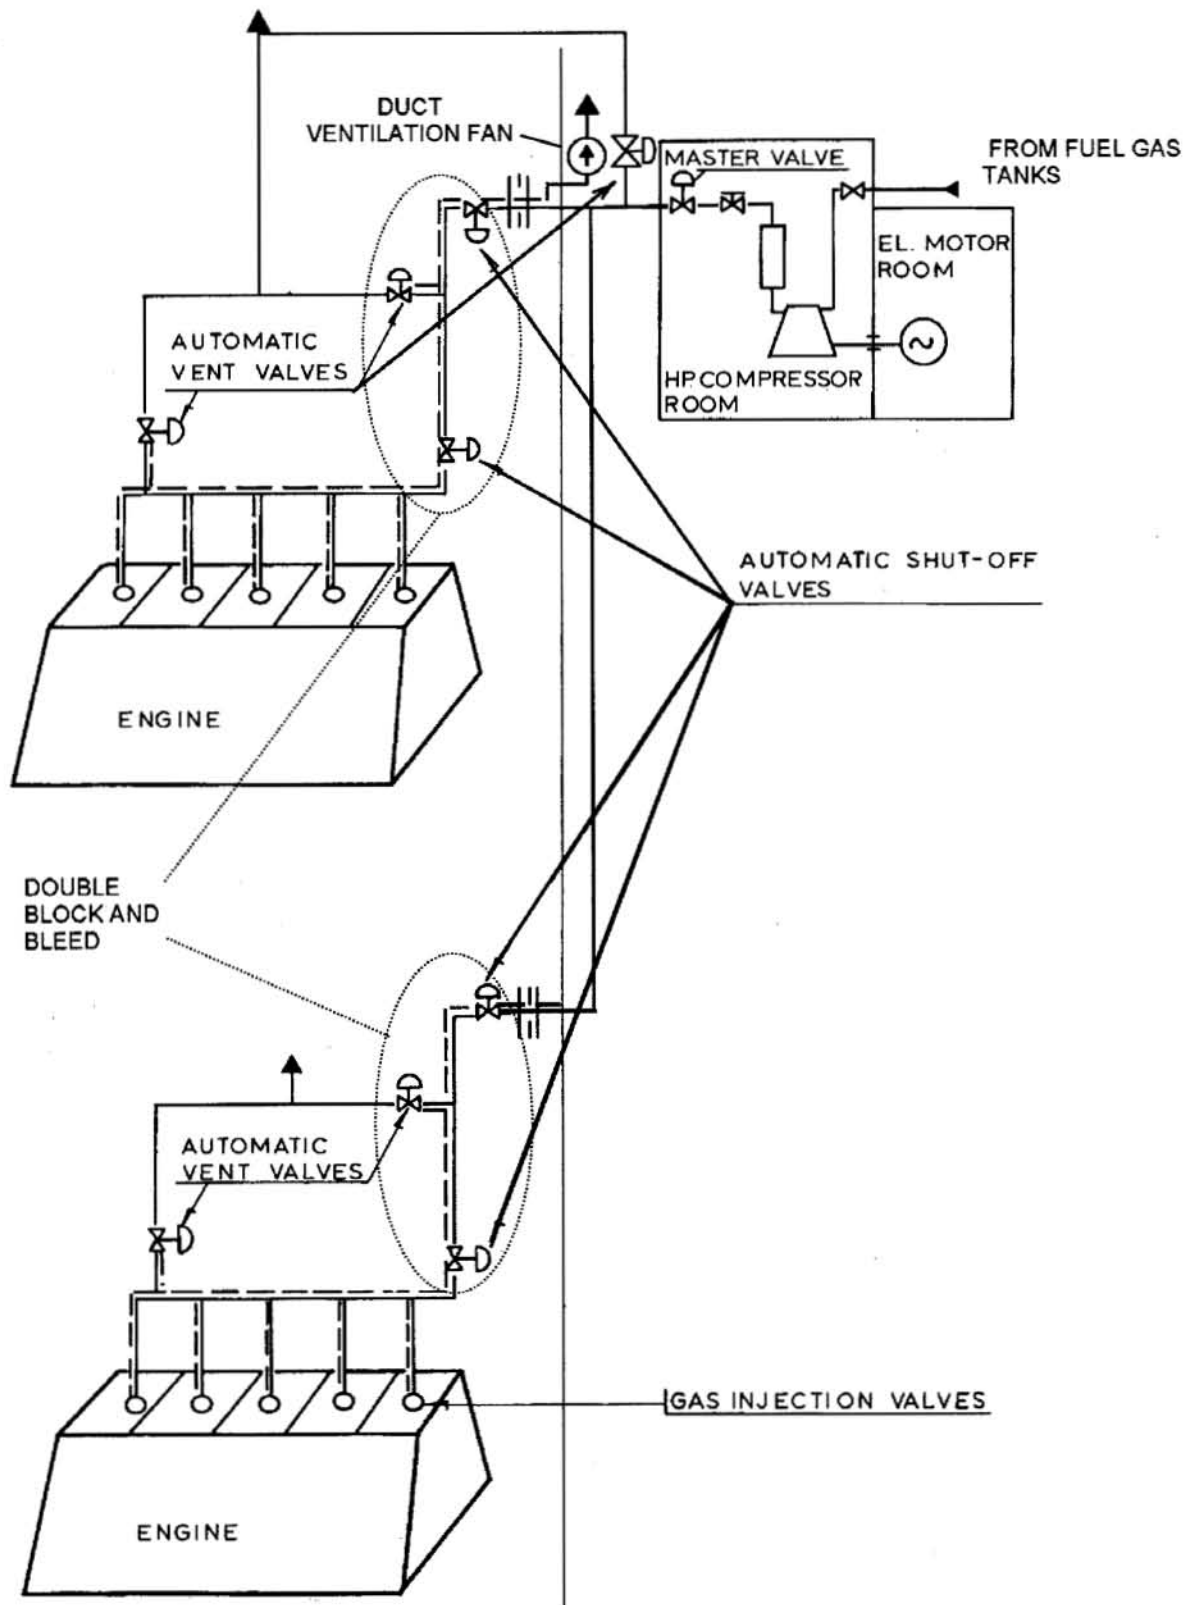 DUCT
VENTILATION FAN
MASTER VALVE
FROM FUEL GAS
TANKS
EL. MOTOR
ROOM
AUTOMATIC
VENT VALVES
HP.COMPRESSOR
ROOM
AUTOMATIC SHUT-OFF
VALVES
ENGINE
DOUBLE
BLOCK AND
BLEED
AUTOMATIC
VENT VALVES
GAS INJECTION VALVES
ENGINE